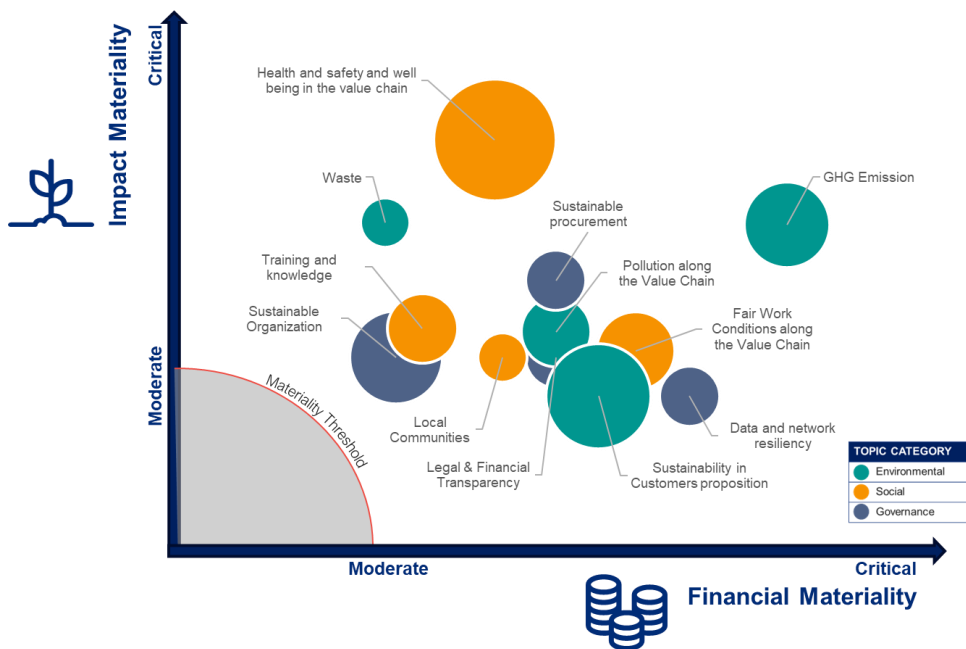 Impact Materiality
Critical
Moderate
Health and safety and well
being in the value chain
Waste
GHG Emission
Sustainable
procurement
Training and
knowledge
Pollution along
the Value Chain
Sustainable
Organization
Fair Work
Conditions along
the Value Chain
Materiality Threshold
Local
Communities
Data and network
resiliency
Legal & Financial
Transparency
Sustainability in
Customers proposition
TOPIC CATEGORY
Environmental
Social
Governance
Moderate
Critical
Financial Materiality